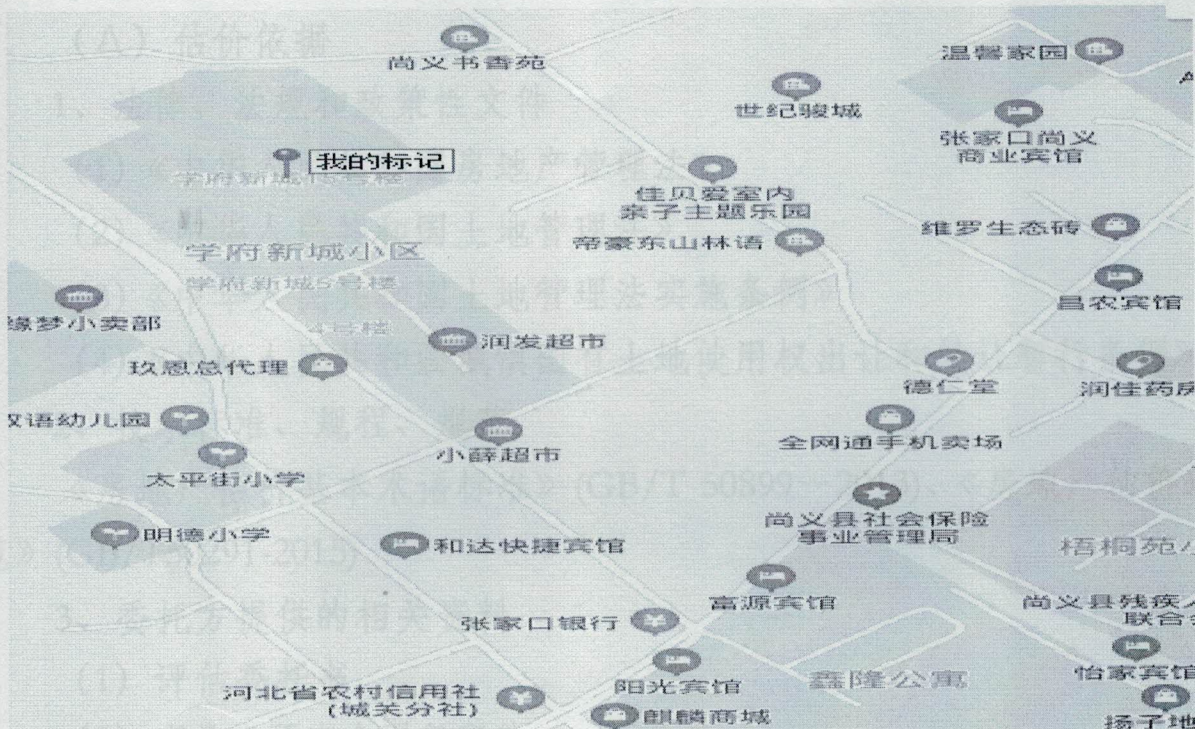 尚义书香苑
温馨家园
世纪骏城
张家口尚义
商业宾馆
我的标记
佳贝爱室内
亲子主题乐园
学府新城小区
帝豪东山林语
维罗生态砖
学府新城5号楼
昌农宾馆
缘梦小卖部
4号楼
润发超市
玖恩总代理
德仁堂
润佳药房
双语幼儿园
全网通手机卖场
小薛超市
太平街小学
尚义县社会保险
事业管理局
明德小学
和达快捷宾馆
梧桐苑小
富源宾馆
尚义县残疾人
联合会
张家口银行
怡家宾馆
阳光宾馆
鑫隆公寓
河北省农村信用社
(城关分社)
麒麟商城
扬子地